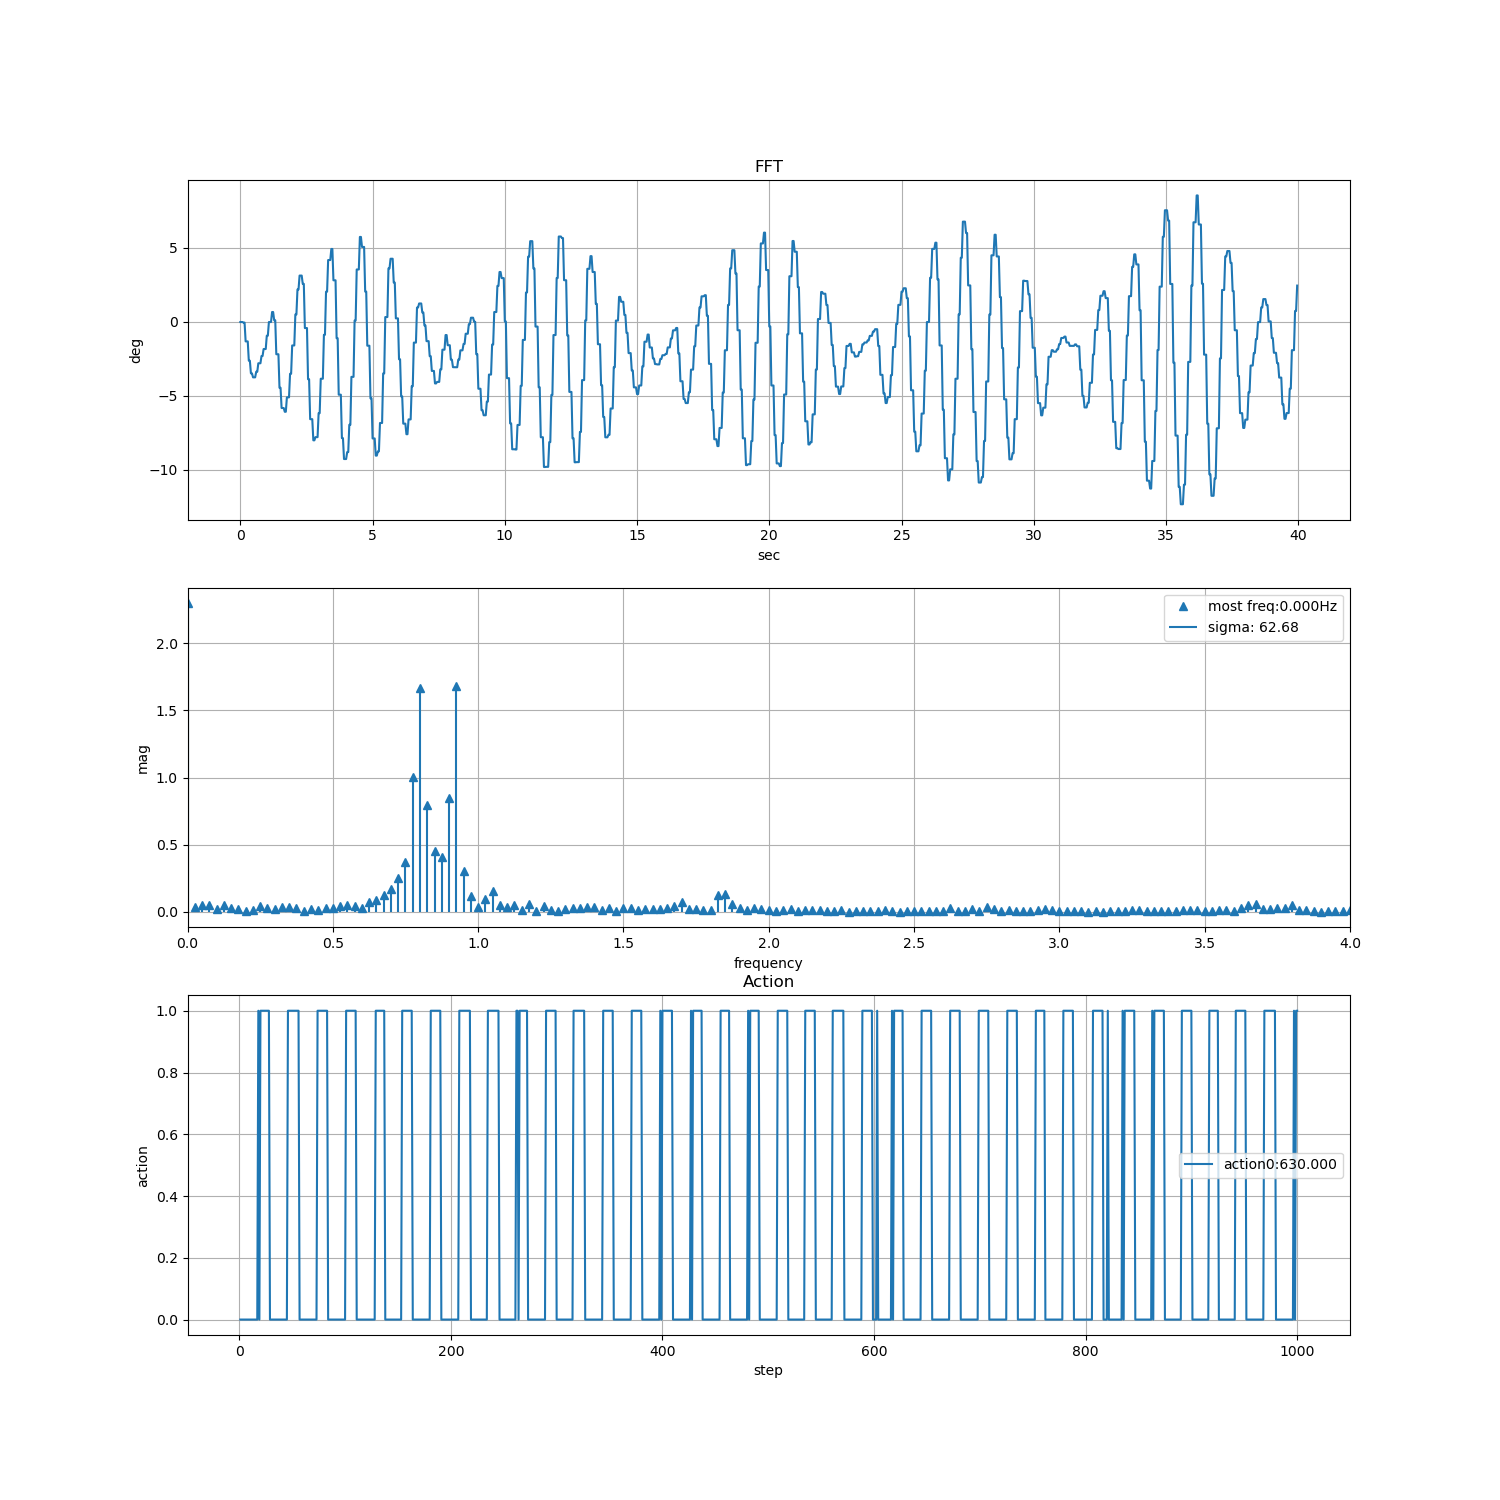 FFT
5
0
−5
−10
deg
0 5 10 15 20 25 30 35 40
sec
most freq:0.000Hz
sigma: 62.68
2.0
1.5
1.0
0.5
0.0
mag
0.0 0.5 1.0 1.5 2.0 2.5 3.0 3.5 4.0
frequency
Action
1.0
0.8
0.6
0.4
0.2
0.0
action
action0:630.000
0 200 400 600 800 1000
step